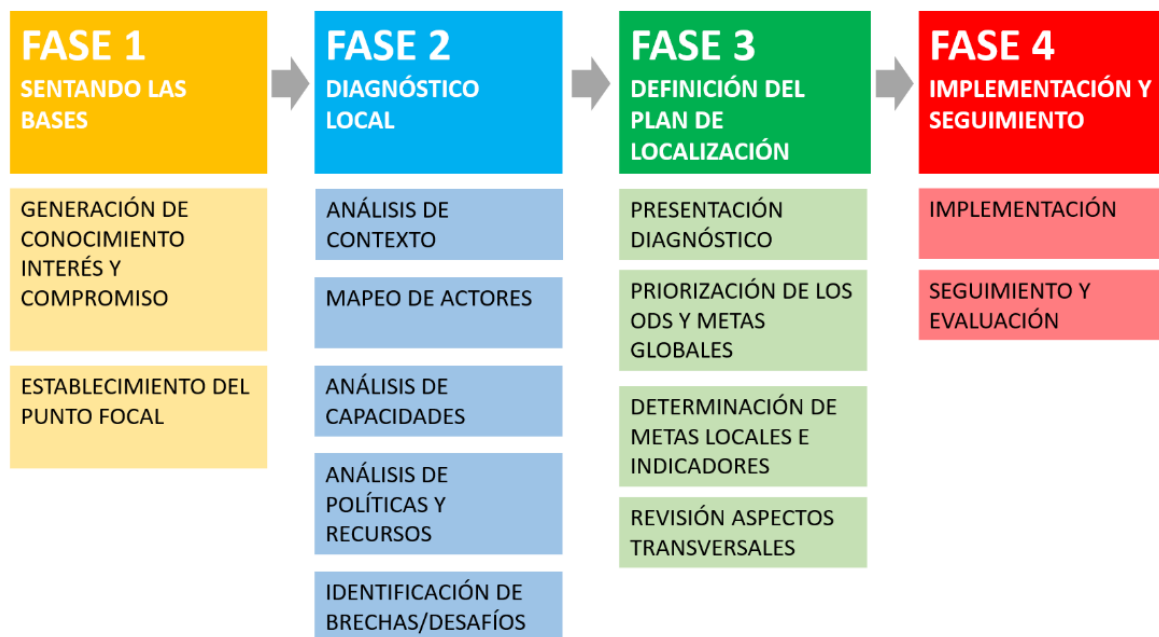 FASE 1
SENTANDO LAS
BASES
GENERACIÓN DE
CONOCIMIENTO
INTERÉS Y
COMPROMISO
ESTABLECIMIENTO DEL
PUNTO FOCAL
FASE 2
DIAGNÓSTICO
LOCAL
ANÁLISIS DE
CONTEXTO
MAPEO DE ACTORES
ANÁLISIS DE
CAPACIDADES
ANÁLISIS DE
POLÍTICAS Y
RECURSOS
IDENTIFICACIÓN DE
BRECHAS/DESAFÍOS
FASE 3
DEFINICIÓN DEL
PLAN DE
LOCALIZACIÓN
PRESENTACIÓN
DIAGNÓSTICO
PRIORIZACIÓN DE LOS
ODS Y METAS
GLOBALES
DETERMINACIÓN DE
METAS LOCALES E
INDICADORES
REVISIÓN ASPECTOS
TRANSVERSALES
FASE 4
IMPLEMENTACIÓN Y
SEGUIMIENTO
IMPLEMENTACIÓN
SEGUIMIENTO Y
EVALUACIÓN